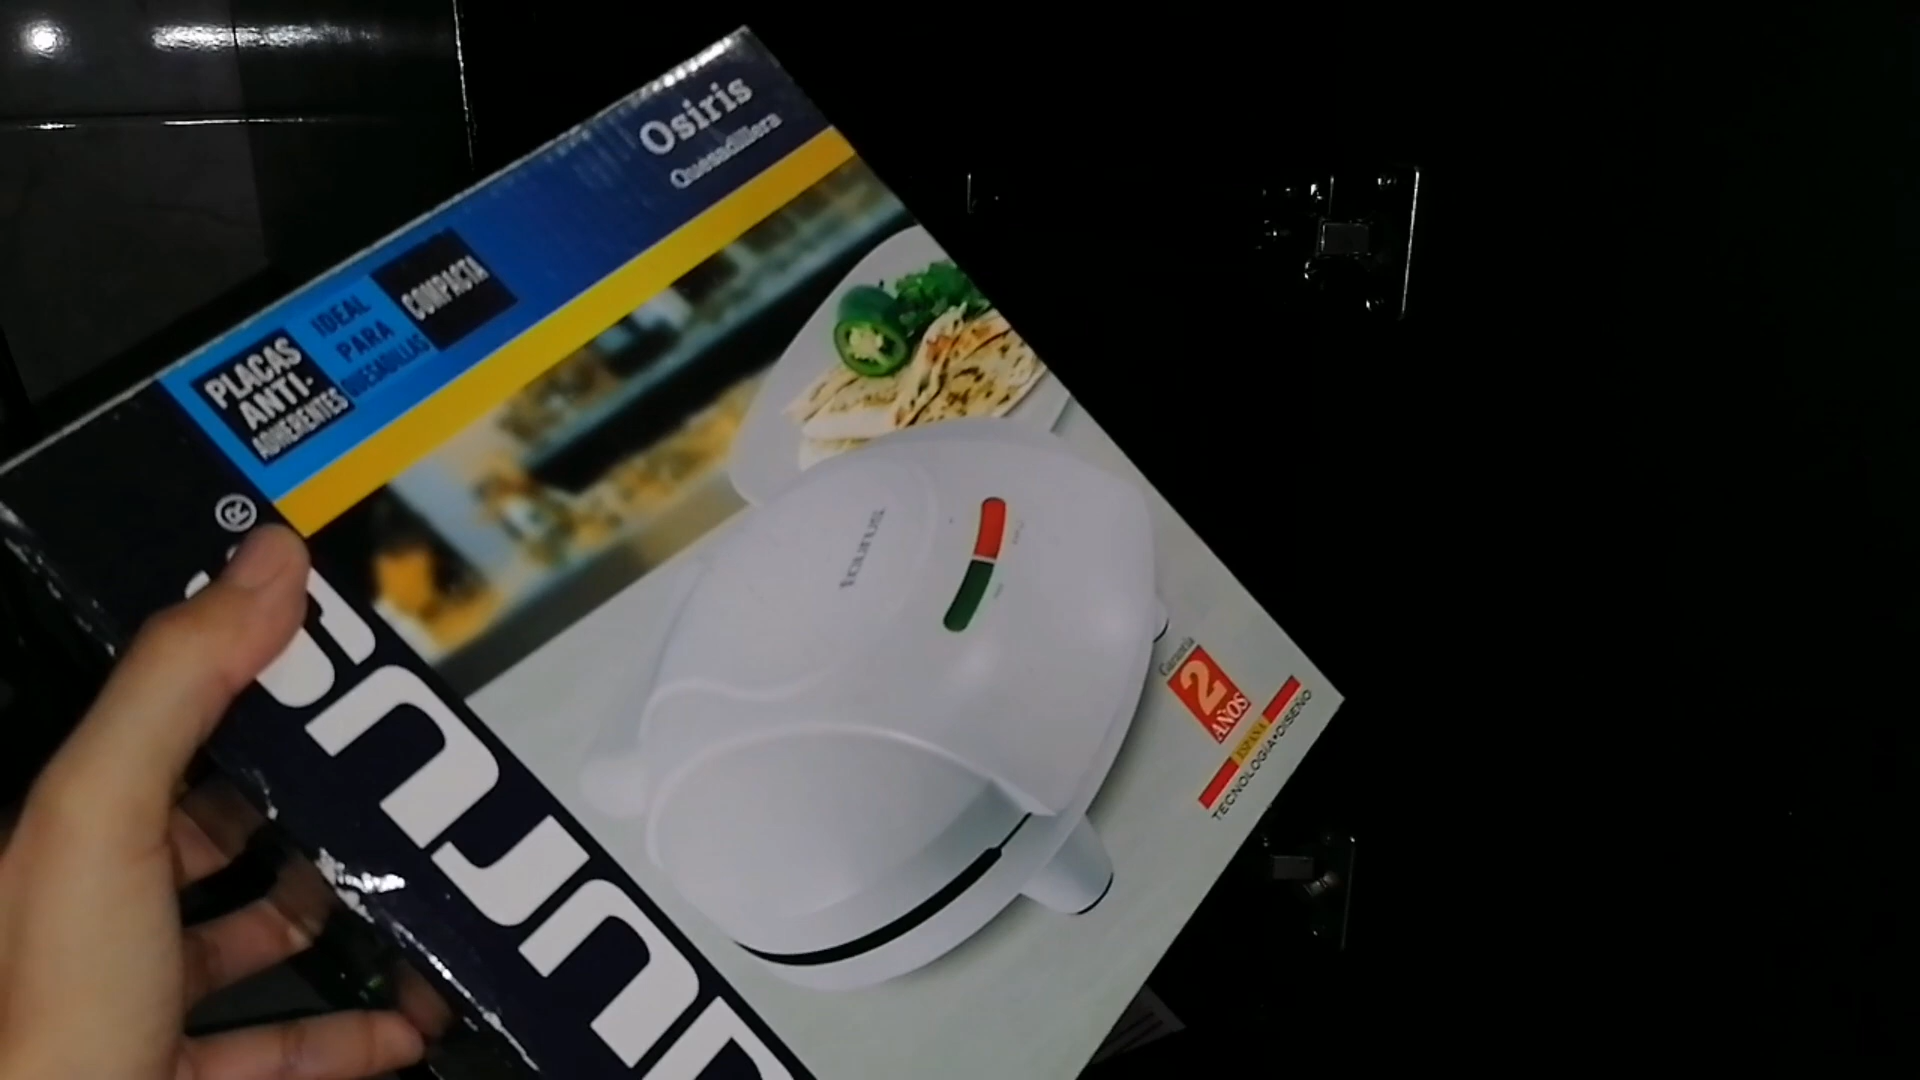 Osiris
Quesadillera
PLACAS
ANTI-
ADHERENTES
IDEAL
PARA
QUESADILLAS
COMPACTA
®
taurus
Garantía
2
AÑOS
ESPAÑA
TECNOLOGÍA•DISEÑO